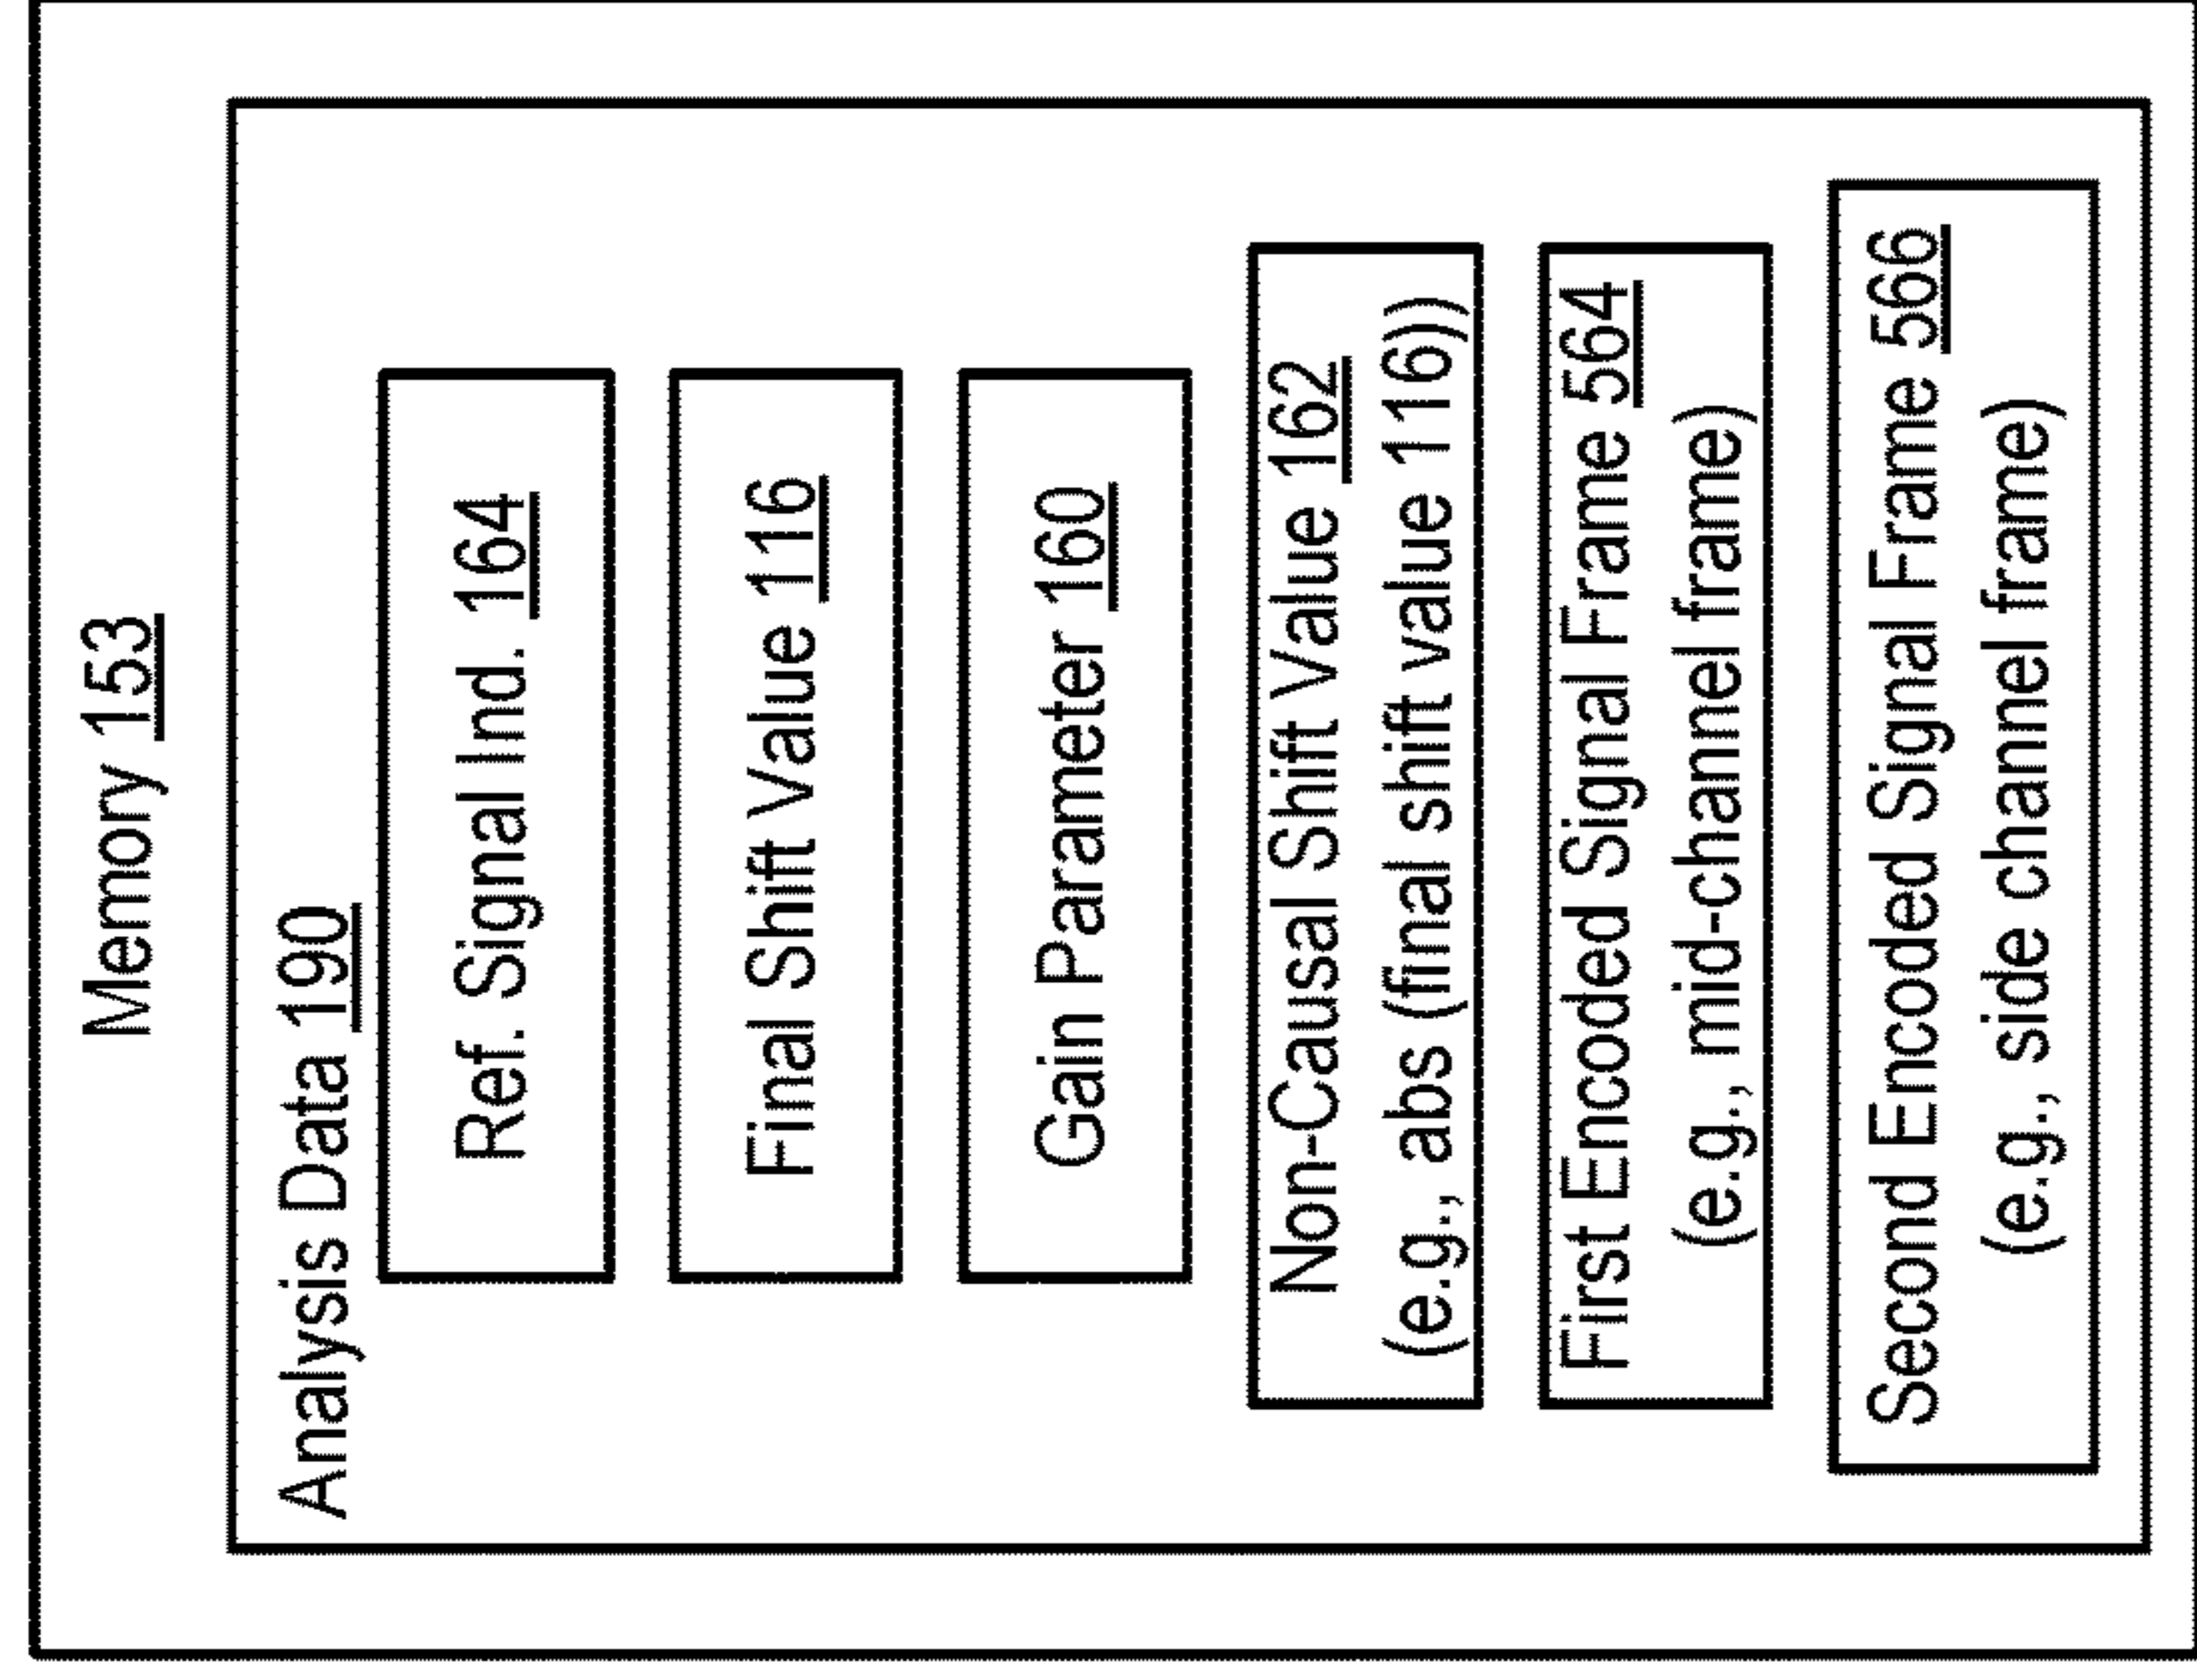 Memory 153
Analysis Data 190
Ref. Signal Ind. 164
Final Shift Value 116
Gain Parameter 160
Non-Causal Shift Value 162
(e.g., abs (final shift value 116))
First Encoded Signal Frame 564
(e.g., mid-channel frame)
Second Encoded Signal Frame 566
(e.g., side channel frame)